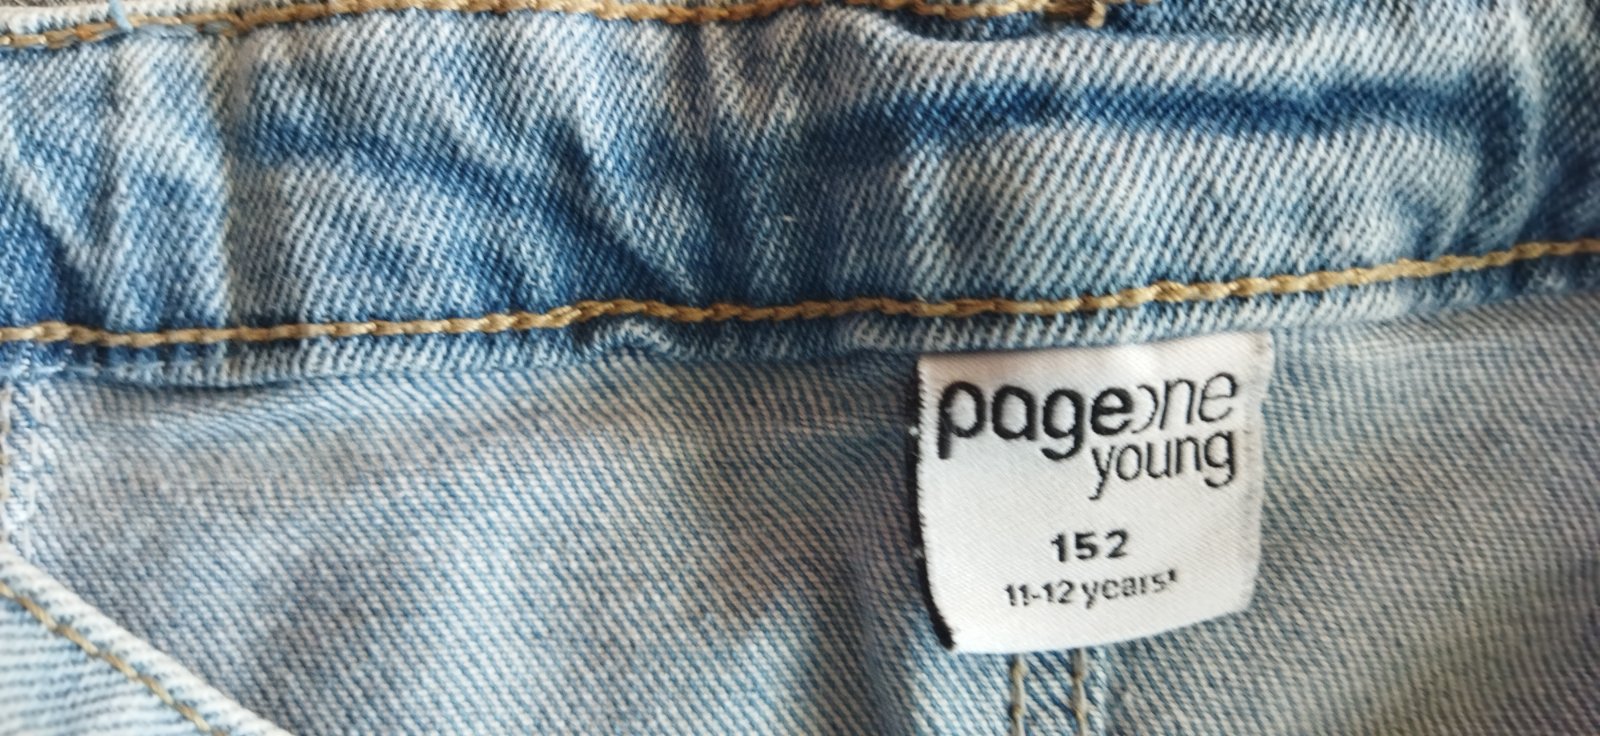 pageone
young
152
11-12 years